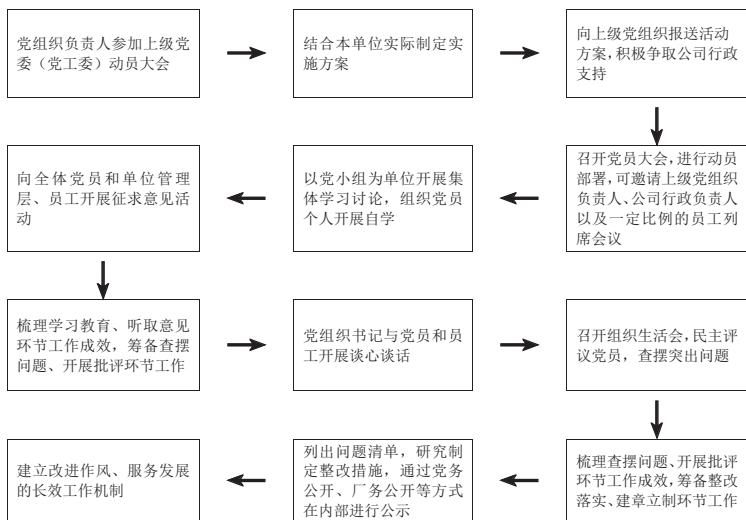 党组织负责人参加上级党
委（党工委）动员大会
结合本单位实际制定实
施方案
向上级党组织报送活动
方案，积极争取公司行政
支持
召开党员大会，进行动员
部署，可邀请上级党组织
负责人、公司行政负责人
以及一定比例的员工列
席会议
以党小组为单位开展集
体学习讨论，组织党员
个人开展自学
向全体党员和单位管理
层、员工开展征求意见活
动
梳理学习教育、听取意见
环节工作成效，筹备查摆
问题、开展批评环节工作
党组织书记与党员和员
工开展谈心谈话
召开组织生活会，民主评
议党员，查摆突出问题
梳理查摆问题、开展批评
环节工作成效，筹备整改
落实、建章立制环节工作
列出问题清单，研究制
定整改措施，通过党务
公开、厂务公开等方式
在内部进行公示
建立改进作风、服务发展
的长效工作机制